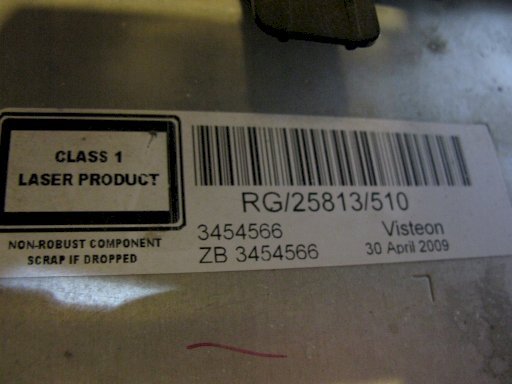 CLASS 1
LASER PRODUCT
NON-ROBUST COMPONENT
SCRAP IF DROPPED
RG/25813/510
3454566 Visteon
ZB 3454566 30 April 2009